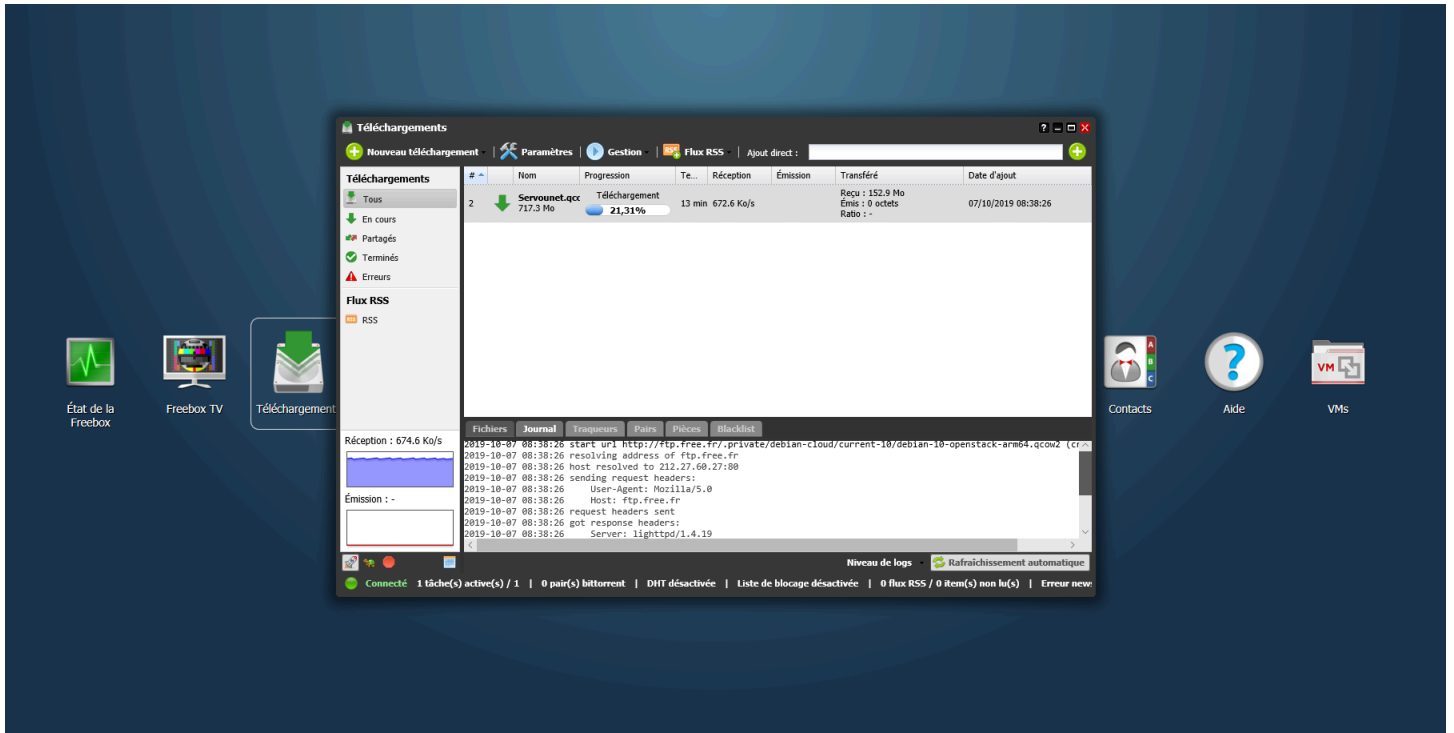 Téléchargements
Nouveau téléchargement | Paramètres | Gestion | Flux RSS | Ajout direct :
Téléchargements
Tous
En cours
Partagés
Terminés
Erreurs
Flux RSS
RSS
# Nom Progression Te... Réception Émission Transféré Date d'ajout
2 Servounet.qcc Téléchargement 13 min 672.6 Ko/s Reçu : 152.9 Mo 07/10/2019 08:38:26
717.3 Mo 21,31% Émis : 0 octets
Ratio : -
État de la Freebox
Freebox TV
Téléchargement
A
B
C
Contacts
?
Aide
VM
VMs
Réception : 674.6 Ko/s
Émission : -
Fichiers Journal Traqueurs Pairs Pièces Blacklist
2019-10-07 08:38:26 start url http://ftp.free.fr/.private/debian-cloud/current-10/debian-10-openstack-arm64.qcow2 (cr
2019-10-07 08:38:26 resolving address of ftp.free.fr
2019-10-07 08:38:26 host resolved to 212.27.60.27:80
2019-10-07 08:38:26 sending request headers:
2019-10-07 08:38:26 User-Agent: Mozilla/5.0
2019-10-07 08:38:26 Host: ftp.free.fr
2019-10-07 08:38:26 request headers sent
2019-10-07 08:38:26 got response headers:
2019-10-07 08:38:26 Server: lighttpd/1.4.19
Niveau de logs Rafraîchissement automatique
Connecté 1 tâche(s) active(s) / 1 | 0 pair(s) bittorrent | DHT désactivée | Liste de blocage désactivée | 0 flux RSS / 0 item(s) non lu(s) | Erreur news